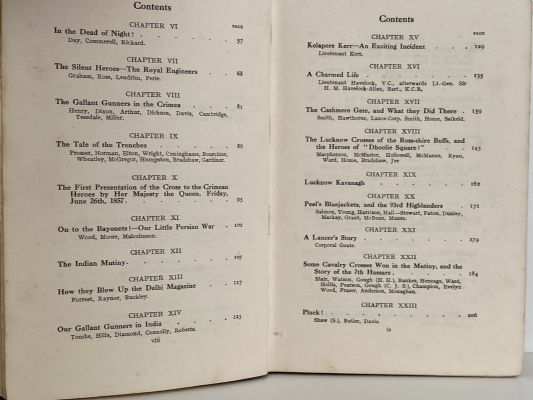 Contents
CHAPTER VI
PAGE
In the Dead of Night! . . . . . . 57
Day, Commerell, Rickard.
CHAPTER VII
The Silent Heroes—The Royal Engineers . . . 68
Graham, Ross, Lendrim, Perie.
CHAPTER VIII
The Gallant Gunners in the Crimea . . . . 81
Henry, Dixon, Arthur, Dickson, Davis, Cambridge,
Teesdale, Miller.
CHAPTER IX
The Tale of the Trenches . . . . . 86
Prosser, Norman, Elton, Wright, Cuninghame, Bourchier,
Wheatley, McGregor, Humpston, Bradshaw, Gardner.
CHAPTER X
The First Presentation of the Cross to the Crimean
Heroes by Her Majesty the Queen, Friday,
June 26th, 1857. . . . . . . 95
CHAPTER XI
On to the Bayonets!—Our Little Persian War . . 102
Wood, Moore, Malcolmson.
CHAPTER XII
The Indian Mutiny. . . . . . . 107
CHAPTER XIII
How they Blew Up the Delhi Magazine . . . 117
Forrest, Raynor, Buckley.
CHAPTER XIV
Our Gallant Gunners in India . . . . 123
Tombs, Hills, Diamond, Connolly, Roberts.
viii
Contents
CHAPTER XV
PAGE
Kolapore Kerr—An Exciting Incident . . . 129
Lieutenant Kerr.
CHAPTER XVI
A Charmed Life . . . . . . . 135
Lieutenant Havelock, V.C., afterwards Lt.-Gen. Sir
H. M. Havelock-Allan, Bart., K.C.B.
CHAPTER XVII
The Cashmere Gate, and What they Did There . . 139
Smith, Hawthorne, Lance-Corp. Smith, Home, Salkeld.
CHAPTER XVIII
The Lucknow Crosses of the Ross-shire Buffs, and
the Heroes of "Dhoolie Square!" . . . . 143
Macpherson, McMaster, Hollowell, McManus, Ryan,
Ward, Home, Bradshaw, Jee
CHAPTER XIX
Lucknow Kavanagh . . . . . . 162
CHAPTER XX
Peel's Bluejackets, and the 93rd Highlanders . . 171
Salmon, Young, Harrison, Hall—Stewart, Paton, Dunley,
Mackay, Grant, McBean, Munro.
CHAPTER XXI
A Lancer's Story . . . . . . . 179
Corporal Goate.
CHAPTER XXII
Some Cavalry Crosses Won in the Mutiny, and the
Story of the 7th Hussars . . . . . 184
Blair, Watson, Gough (H. H.), Bankes, Heneage, Ward,
Hollis, Pearson, Gough (C. J. S.), Champion, Evelyn
Wood, Fraser, Anderson, Monaghan.
CHAPTER XXIII
Pluck! . . . . . . . . 206
Shaw (S.), Butler, Davis.
ix